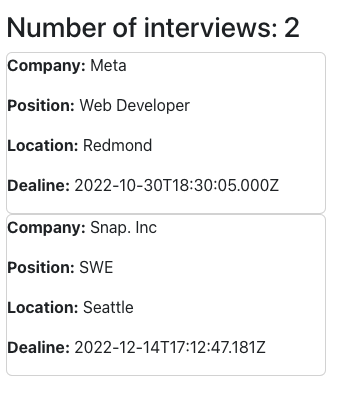 Number of interviews: 2
Company: Meta
Position: Web Developer
Location: Redmond
Dealine: 2022-10-30T18:30:05.000Z
Company: Snap. Inc
Position: SWE
Location: Seattle
Dealine: 2022-12-14T17:12:47.181Z